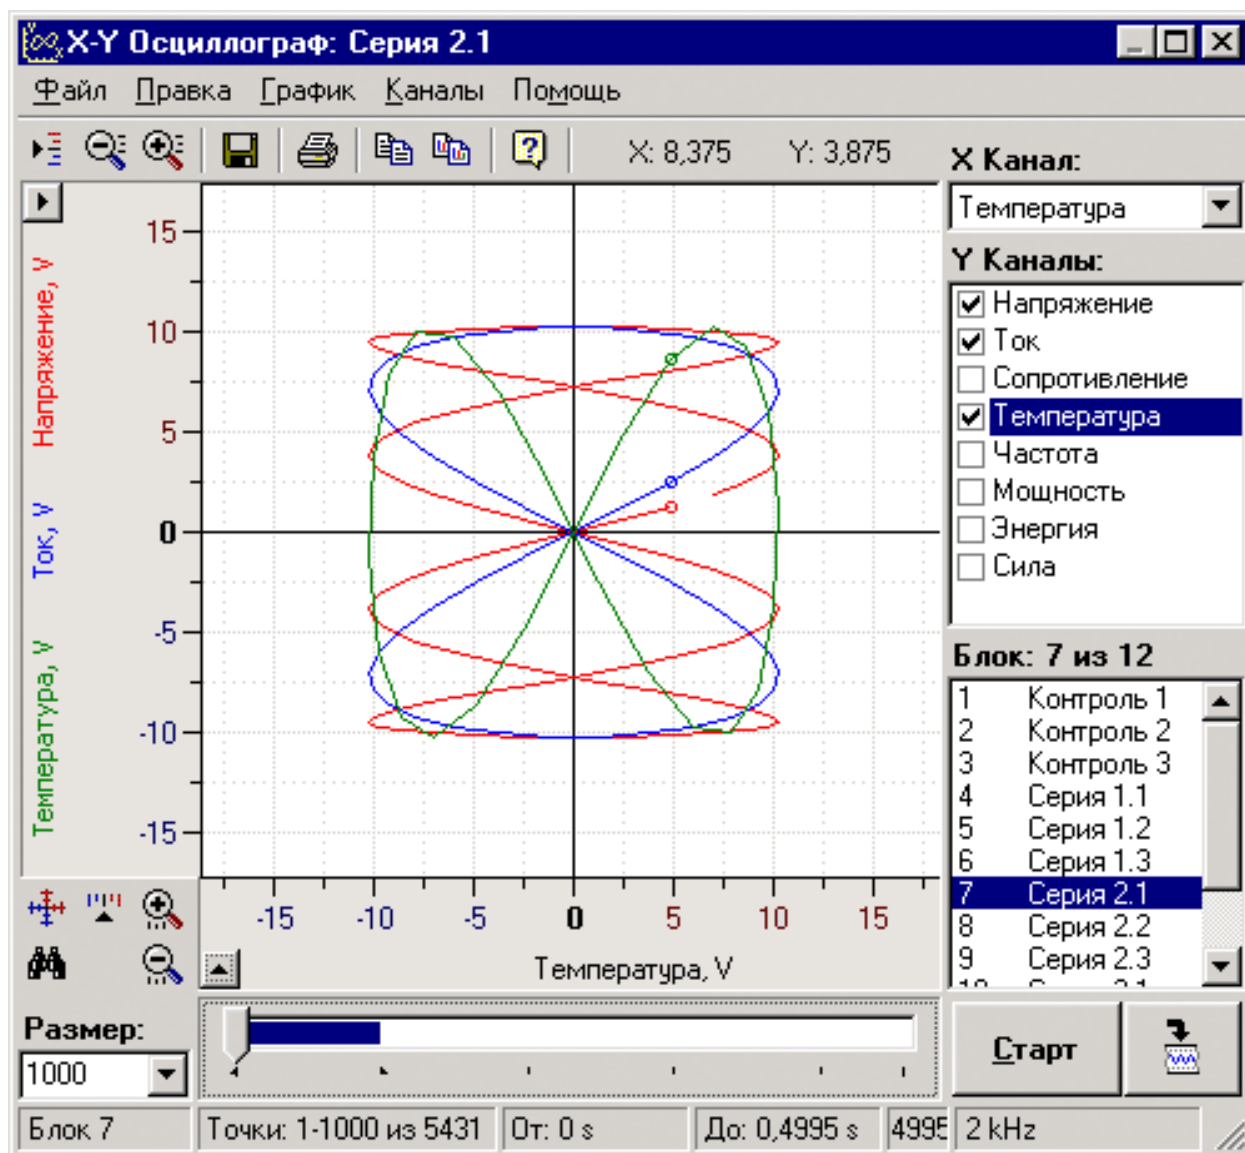 X-Y Осциллограф: Серия 2.1
Файл Правка График Каналы Помощь
X: 8,375 Y: 3,875
X Канал:
Температура
Y Каналы:
Напряжение
Ток
Сопротивление
Температура
Частота
Мощность
Энергия
Сила
Напряжение, V
Ток, V
Температура, V
15
10
5
0
-5
-10
-15
-15 -10 -5 0 5 10 15
Температура, V
Блок: 7 из 12
1 Контроль 1
2 Контроль 2
3 Контроль 3
4 Серия 1.1
5 Серия 1.2
6 Серия 1.3
7 Серия 2.1
8 Серия 2.2
9 Серия 2.3
Размер:
1000
Старт
Блок 7 Точки: 1-1000 из 5431 От: 0 s До: 0,4995 s 4995 2 kHz